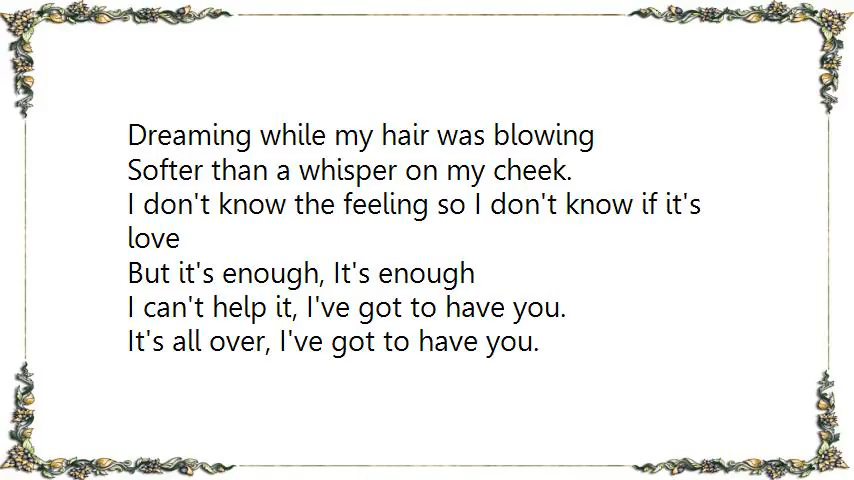 Dreaming while my hair was blowing
Softer than a whisper on my cheek.
I don't know the feeling so I don't know if it's
love
But it's enough, It's enough
I can't help it, I've got to have you.
It's all over, I've got to have you.